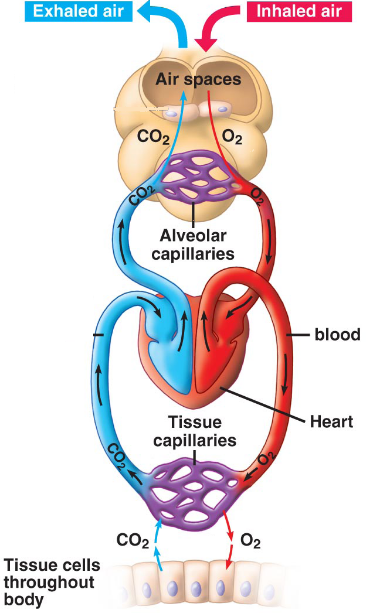 Exhaled air
Inhaled air
Air spaces
CO2
O2
CO2
O2
Alveolar
capillaries
blood
Heart
Tissue
capillaries
CO2
O2
CO2
O2
Tissue cells
throughout
body